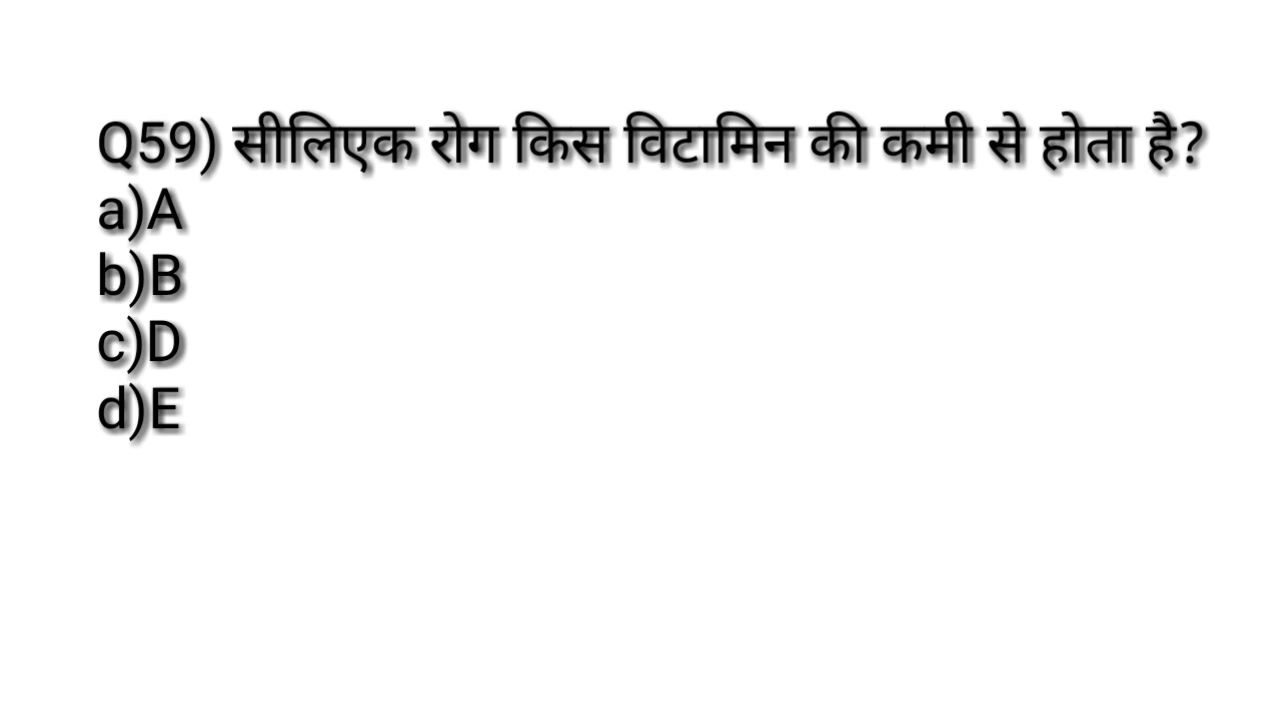 Q59) सीलिएक रोग किस विटामिन की कमी से होता है?
a)A
b)B
c)D
d)E